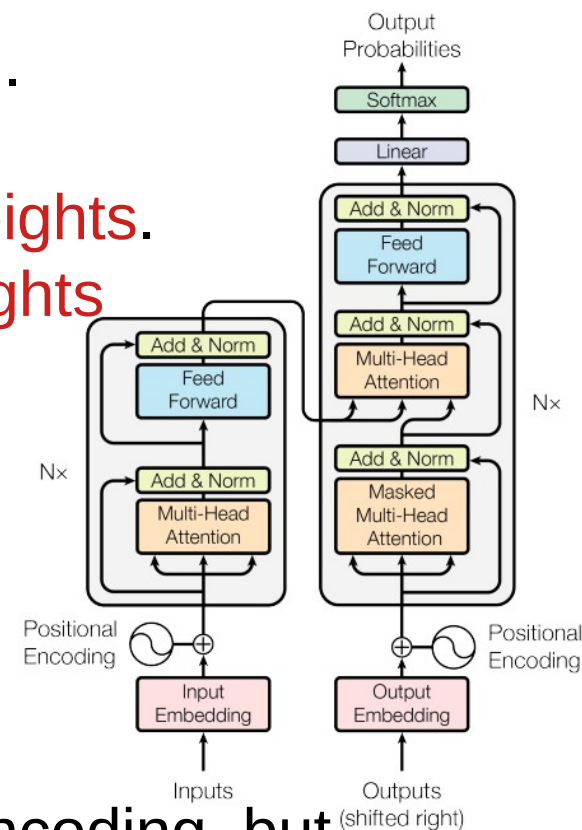 .
ights.
ghts
Output
Probabilities
Softmax
Linear
Add & Norm
Feed
Forward
Add & Norm
Multi-Head
Attention
Nx
Add & Norm
Masked
Multi-Head
Attention
Positional
Encoding
Output
Embedding
Outputs
(shifted right)
Add & Norm
Feed
Forward
Nx
Add & Norm
Multi-Head
Attention
Positional
Encoding
Input
Embedding
Inputs
ncoding, but